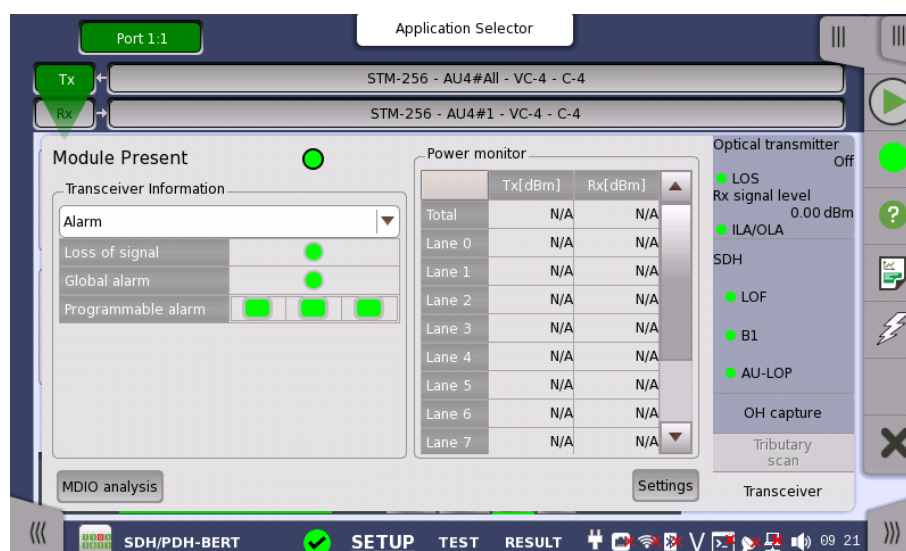 Application Selector
Port 1:1
Tx
STM-256 - AU4#All - VC-4 - C-4
Rx
STM-256 - AU4#1 - VC-4 - C-4
Module Present
Transceiver Information
Alarm
Loss of signal
Global alarm
Programmable alarm
MDIO analysis
Power monitor
Tx[dBm] Rx[dBm]
Total N/A N/A
Lane 0 N/A N/A
Lane 1 N/A N/A
Lane 2 N/A N/A
Lane 3 N/A N/A
Lane 4 N/A N/A
Lane 5 N/A N/A
Lane 6 N/A N/A
Lane 7 N/A N/A
Settings
Optical transmitter
Off
LOS
Rx signal level
0.00 dBm
ILA/OLA
SDH
LOF
B1
AU-LOP
OH capture
Tributary
scan
Transceiver
SDH/PDH-BERT SETUP TEST RESULT 09 21